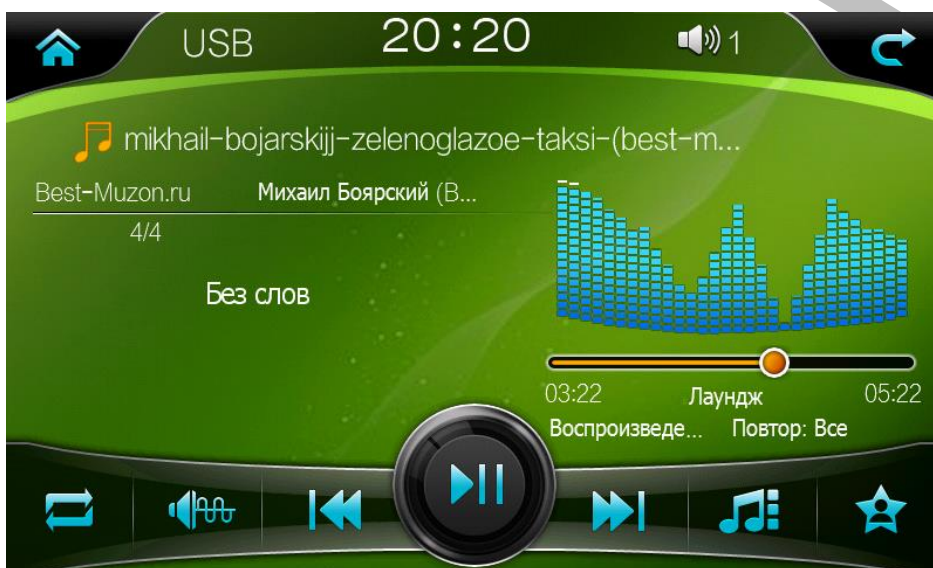 USB 20:20 1
mikhail-bojarskijj-zelenoglazoe-taksi-(best-m...
Best-Muzon.ru Михаил Боярский (B...
4/4
Без слов
03:22 Лаундж 05:22
Воспроизведе... Повтор: Все